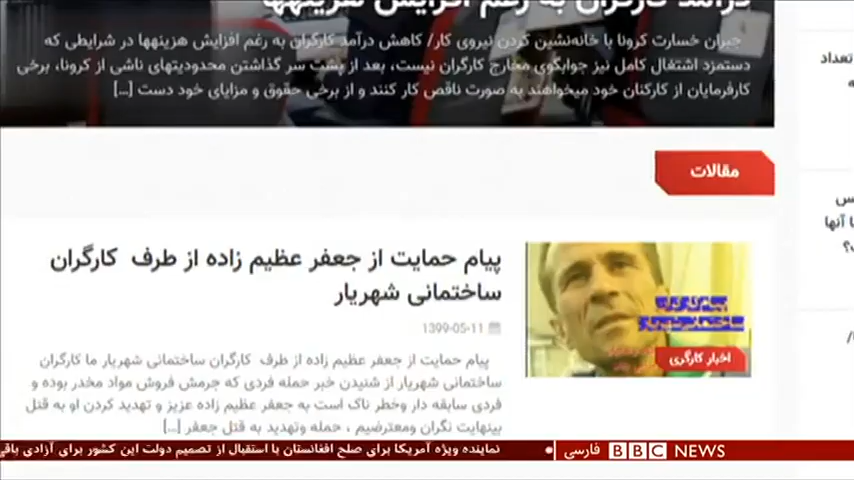 درآمد کارگران به رغم افزایش هزینهها
جبران خسارت کرونا با خانه‌نشین کردن نیروی کار/ کاهش درآمد کارگران به رغم افزایش هزینهها در شرایطی که
دستمزد اشتغال کامل نیز جوابگوی مخارج کارگران نیست، بعد از پشت سر گذاشتن محدودیتهای ناشی از کرونا، برخی
کارفرمایان از کارکنان خود میخواهند به صورت ناقص کار کنند و از برخی حقوق و مزایای خود دست [...]
تعداد
مقالات
پیام حمایت از جعفر عظیم زاده از طرف کارگران
ساختمانی شهریار
1399-05-11
پیام حمایت از جعفر عظیم زاده از طرف کارگران ساختمانی شهریار ما کارگران
ساختمانی شهریار از شنیدن خبر حمله فردی که جرمش فروش مواد مخدر بوده و
فردی سابقه دار وخطر ناک است به جعفر عظیم زاده عزیز و تهدید کردن او به قتل
بینهایت نگران ومعترضیم ، حمله وتهدید به قتل جعفر [...]
اخبار کارگری
ا آنها
نماینده ویژه آمریکا برای صلح افغانستان با استقبال از تصمیم دولت این کشور برای آزادی باقی
BBC NEWS فارسی